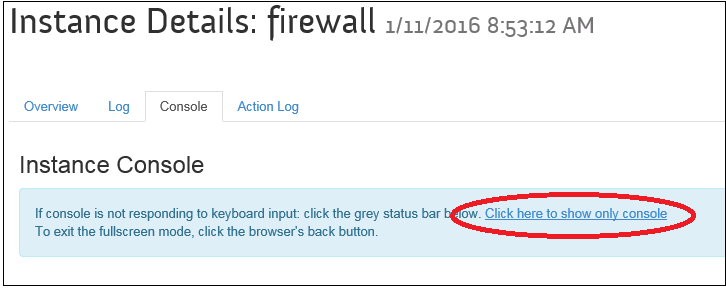 Instance Details: firewall 1/11/2016 8:53:12 AM
Overview Log Console Action Log
Instance Console
If console is not responding to keyboard input: click the grey status bar below. Click here to show only console
To exit the fullscreen mode, click the browser's back button.